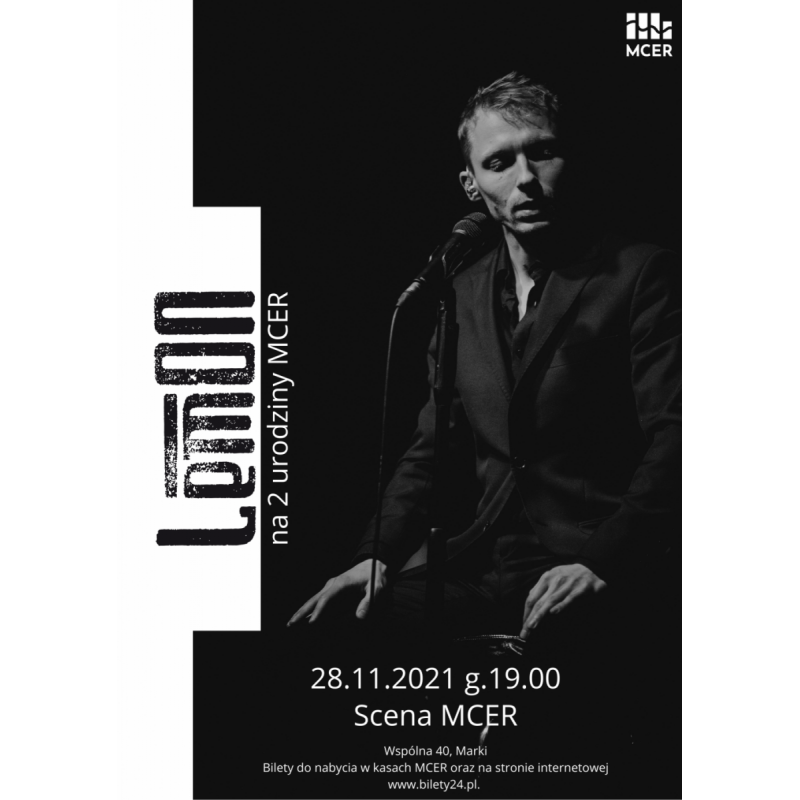 MCER
LemON
na 2 urodziny MCER
28.11.2021 g.19.00
Scena MCER
Wspólna 40, Marki
Bilety do nabycia w kasach MCER oraz na stronie internetowej
www.bilety24.pl.